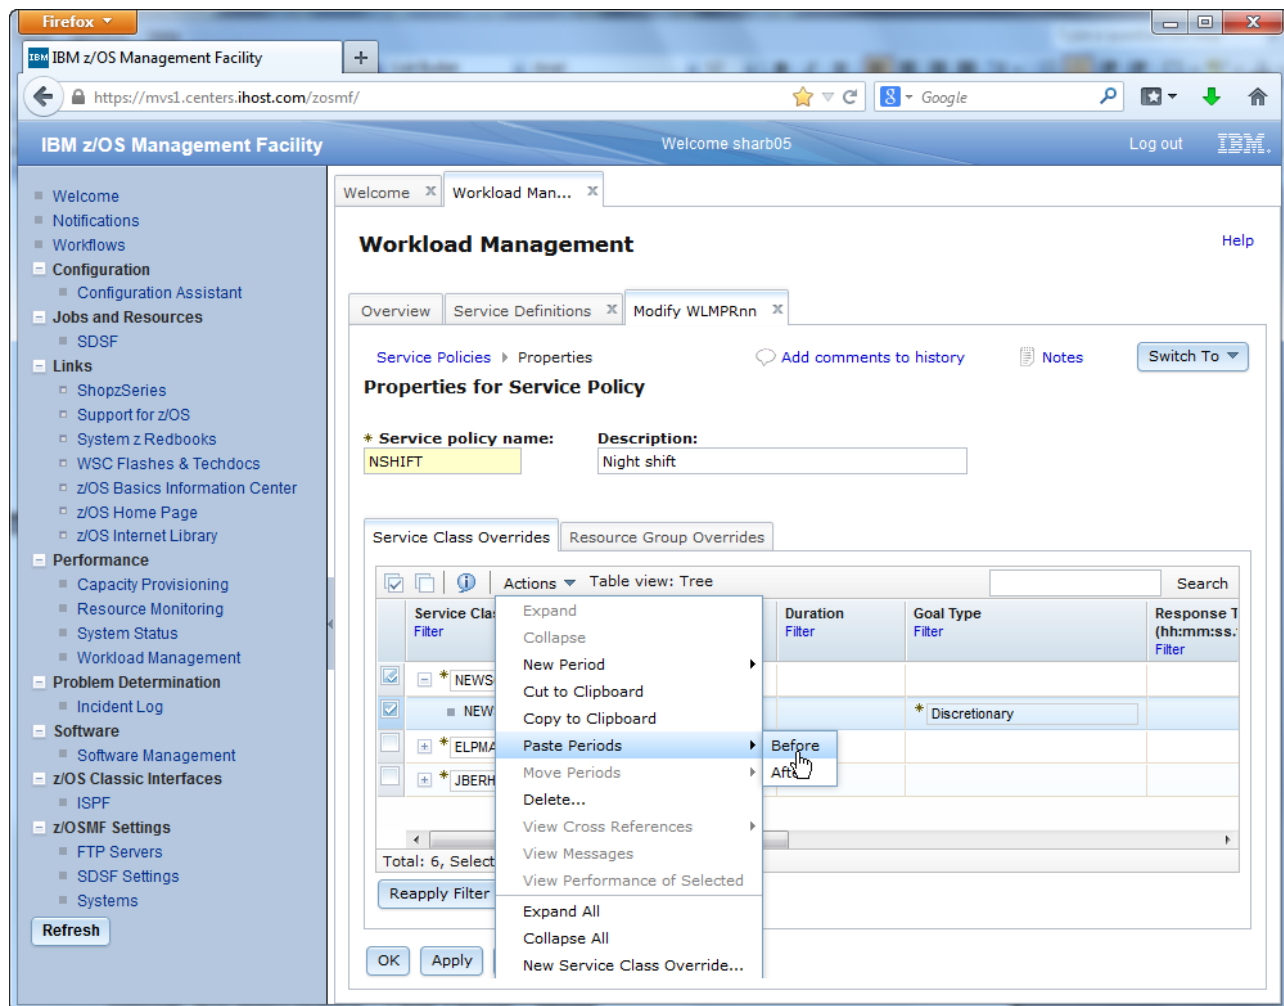 Firefox
IBM IBM z/OS Management Facility +
https://mvs1.centers.ihost.com/zosmf/
8 Google
IBM z/OS Management Facility Welcome sharb05 Log out IBM.
Welcome
Notifications
Workflows
Configuration
Configuration Assistant
Jobs and Resources
SDSF
Links
ShopzSeries
Support for z/OS
System z Redbooks
WSC Flashes & Techdocs
z/OS Basics Information Center
z/OS Home Page
z/OS Internet Library
Performance
Capacity Provisioning
Resource Monitoring
System Status
Workload Management
Problem Determination
Incident Log
Software
Software Management
z/OS Classic Interfaces
ISPF
z/OSMF Settings
FTP Servers
SDSF Settings
Systems
Refresh
Welcome X Workload Man... X
Workload Management Help
Overview Service Definitions X Modify WLMPRnn X
Service Policies Properties Add comments to history Notes Switch To
Properties for Service Policy
* Service policy name: Description:
NSHIFT Night shift
Service Class Overrides Resource Group Overrides
Actions Table view: Tree Search
Service Cla Duration Goal Type Response T
(hh:mm:ss.
Filter Filter Filter Filter
* NEWS
NEW * Discretionary
* ELPMA
* JBERH
Total: 6, Select
Reapply Filter
OK Apply
Expand
Collapse
New Period
Cut to Clipboard
Copy to Clipboard
Paste Periods
Before
After
Move Periods
Delete...
View Cross References
View Messages
View Performance of Selected
Expand All
Collapse All
New Service Class Override...